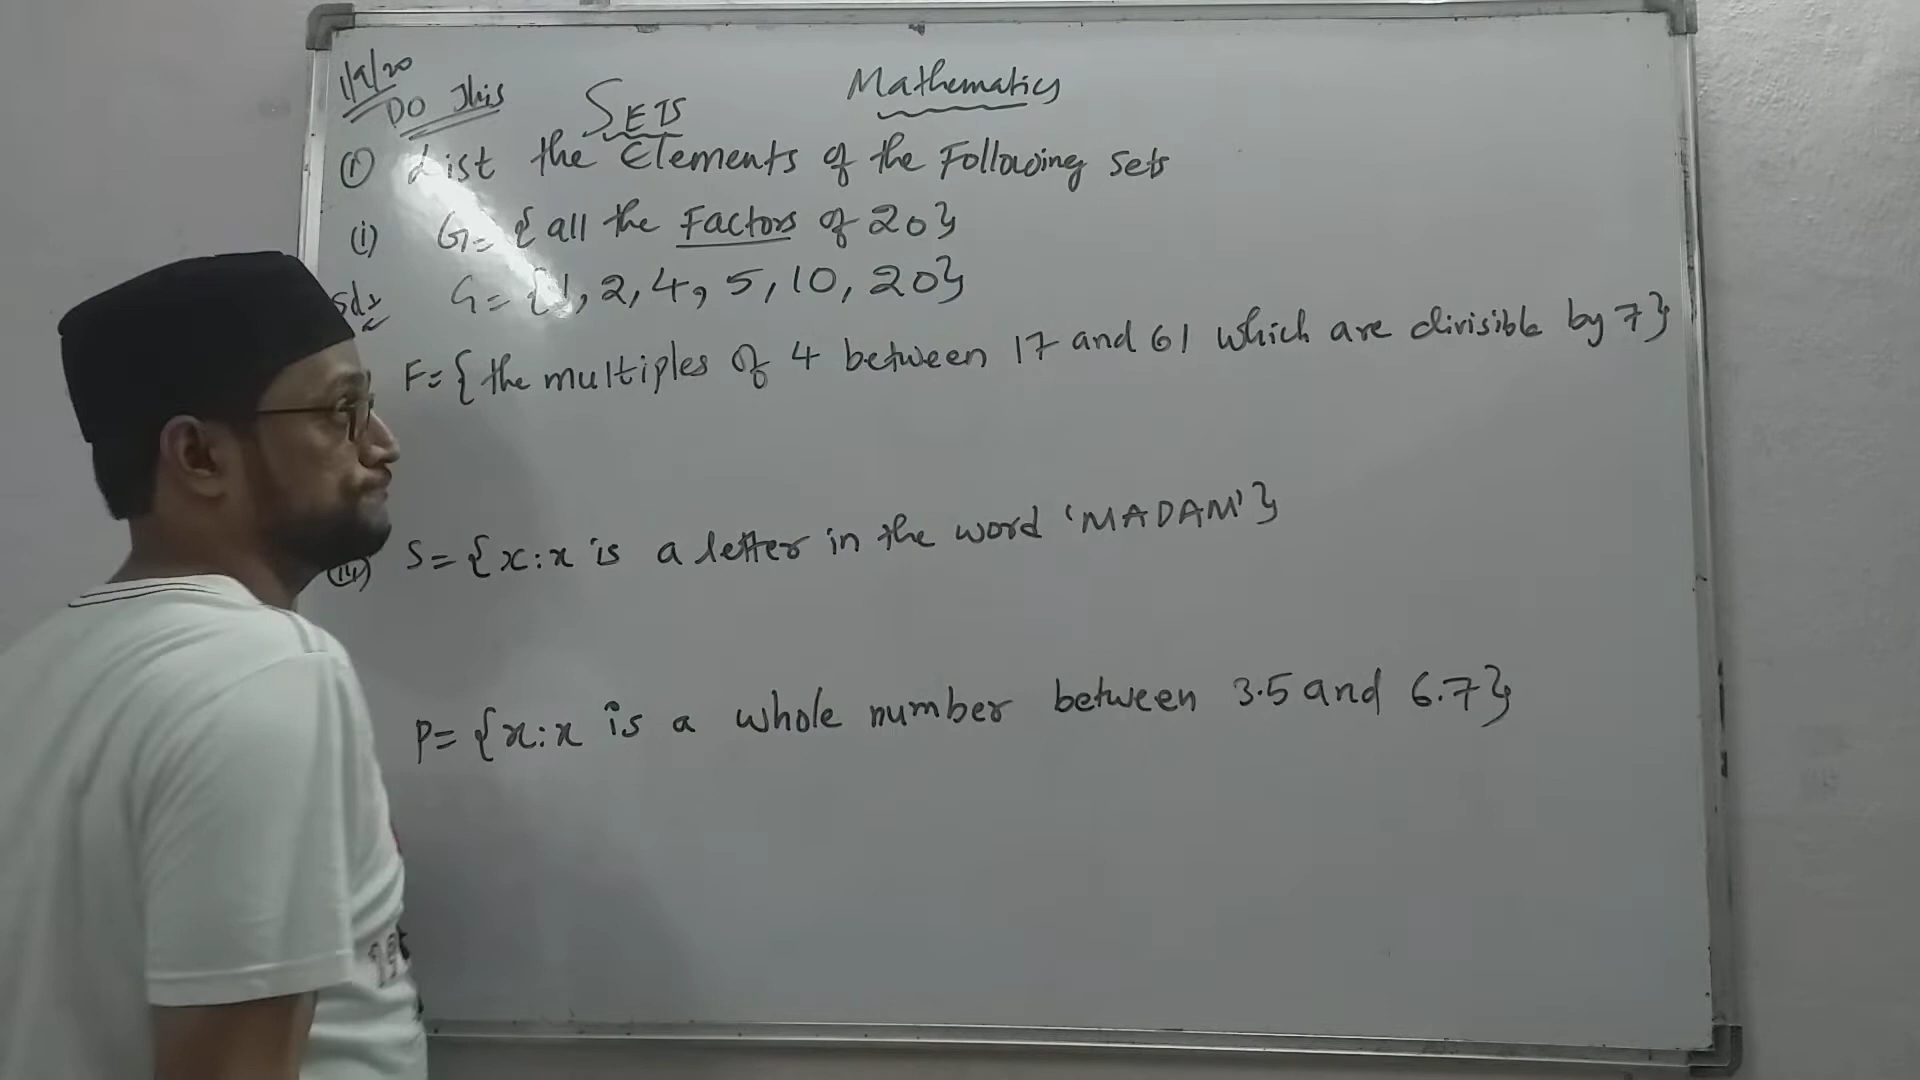 1/9/20
Do This
SETS
Mathematics
① List the Elements of the Following sets
(i) G = {all the Factors of 20}
Sol: G = {1, 2, 4, 5, 10, 20}
F = {the multiples of 4 between 17 and 61 which are divisible by 7}
S = {x:x is a letter in the word 'MADAM'}
P = {x:x is a whole number between 3.5 and 6.7}